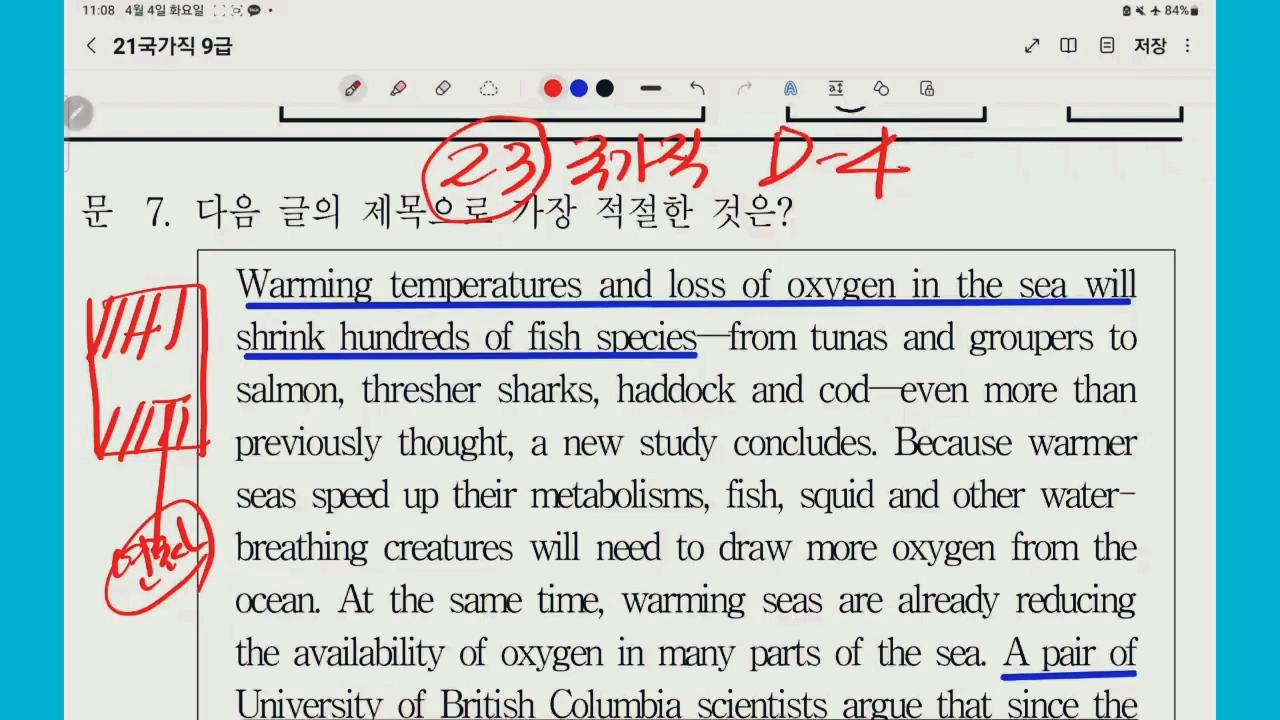 11:08 4월 4일 화요일
84%
21국가직 9급
저장
23 국가직 D-4
문 7. 다음 글의 제목으로 가장 적절한 것은?
Warming temperatures and loss of oxygen in the sea will
shrink hundreds of fish species—from tunas and groupers to
salmon, thresher sharks, haddock and cod—even more than
previously thought, a new study concludes. Because warmer
seas speed up their metabolisms, fish, squid and other water-
breathing creatures will need to draw more oxygen from the
ocean. At the same time, warming seas are already reducing
the availability of oxygen in many parts of the sea. A pair of
University of British Columbia scientists argue that since the